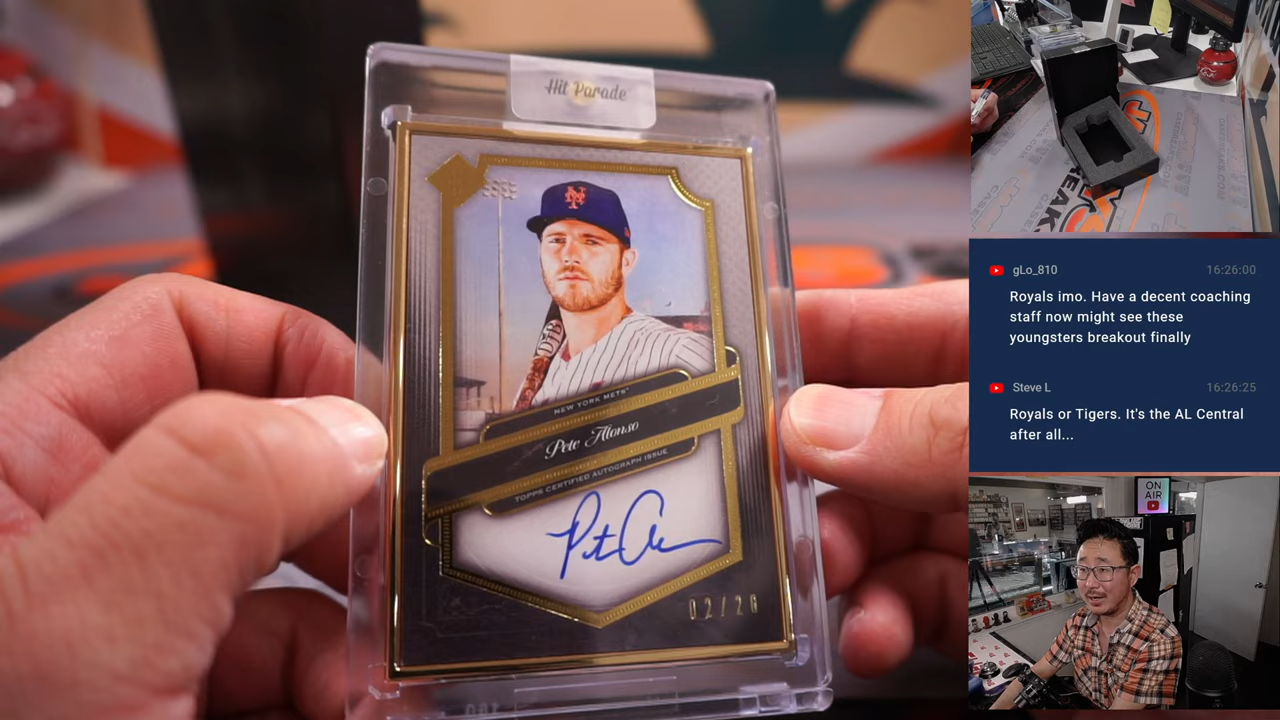 Hit Parade
NEW YORK METS
Pete Alonso
TOPPS CERTIFIED AUTOGRAPH ISSUE
gLo_810 16:26:00
Royals imo. Have a decent coaching
staff now might see these
youngsters breakout finally
Steve L 16:26:25
Royals or Tigers. It's the AL Central
after all...
ON
AIR